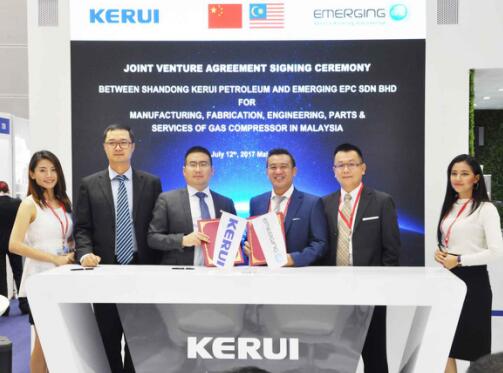 KERUI
EMERGING
JOINT VENTURE AGREEMENT SIGNING CEREMONY
BETWEEN SHANDONG KERUI PETROLEUM AND EMERGING EPC SDN BHD
FOR
MANUFACTURING, FABRICATION, ENGINEERING, PARTS &
SERVICES OF GAS COMPRESSOR IN MALAYSIA
July 12th, 2017
KERUI
EMERGING
KERUI